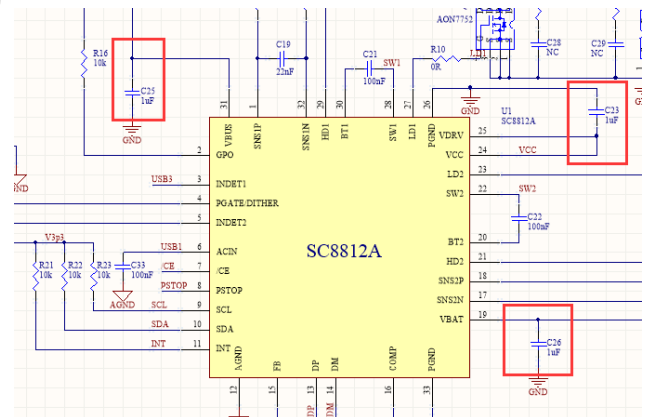 AON7752
R16
10k
C19
22nF
C21
100nF
SW1
R10
0R
LD1
C28
NC
C29
NC
C25
1uF
GND
31
1
32
29
30
28
27
26
GND
U1
SC8812A
C23
1uF
GND
VBUS
SNS1P
SNS1N
HD1
BT1
SW1
LD1
PGND
2
GPO
VDRV
25
VCC
24
VCC
USB3
3
INDET1
LD2
23
4
PGATE/DITHER
SW2
22
SW2
5
INDET2
C22
100nF
SC8812A
V3p3
USB1
6
ACIN
BT2
20
R21
10k
R22
10k
R23
10k
C33
100nF
/CE
7
/CE
HD2
21
PSTOP
8
PSTOP
SNS2P
18
AGND
SCL
9
SCL
SNS2N
17
SDA
10
SDA
VBAT
19
INT
11
INT
C26
1uF
GND
AGND
FB
DP
DM
COMP
PGND
12
15
13
14
16
33
DP
DM